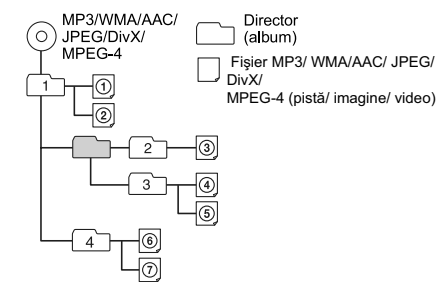 MP3/WMA/AAC/
JPEG/DivX/
MPEG-4
Director
(album)
Fişier MP3/ WMA/AAC/ JPEG/
DivX/
MPEG-4 (pistă/ imagine/ video)
1
①
②
2
③
3
④
⑤
4
⑥
⑦